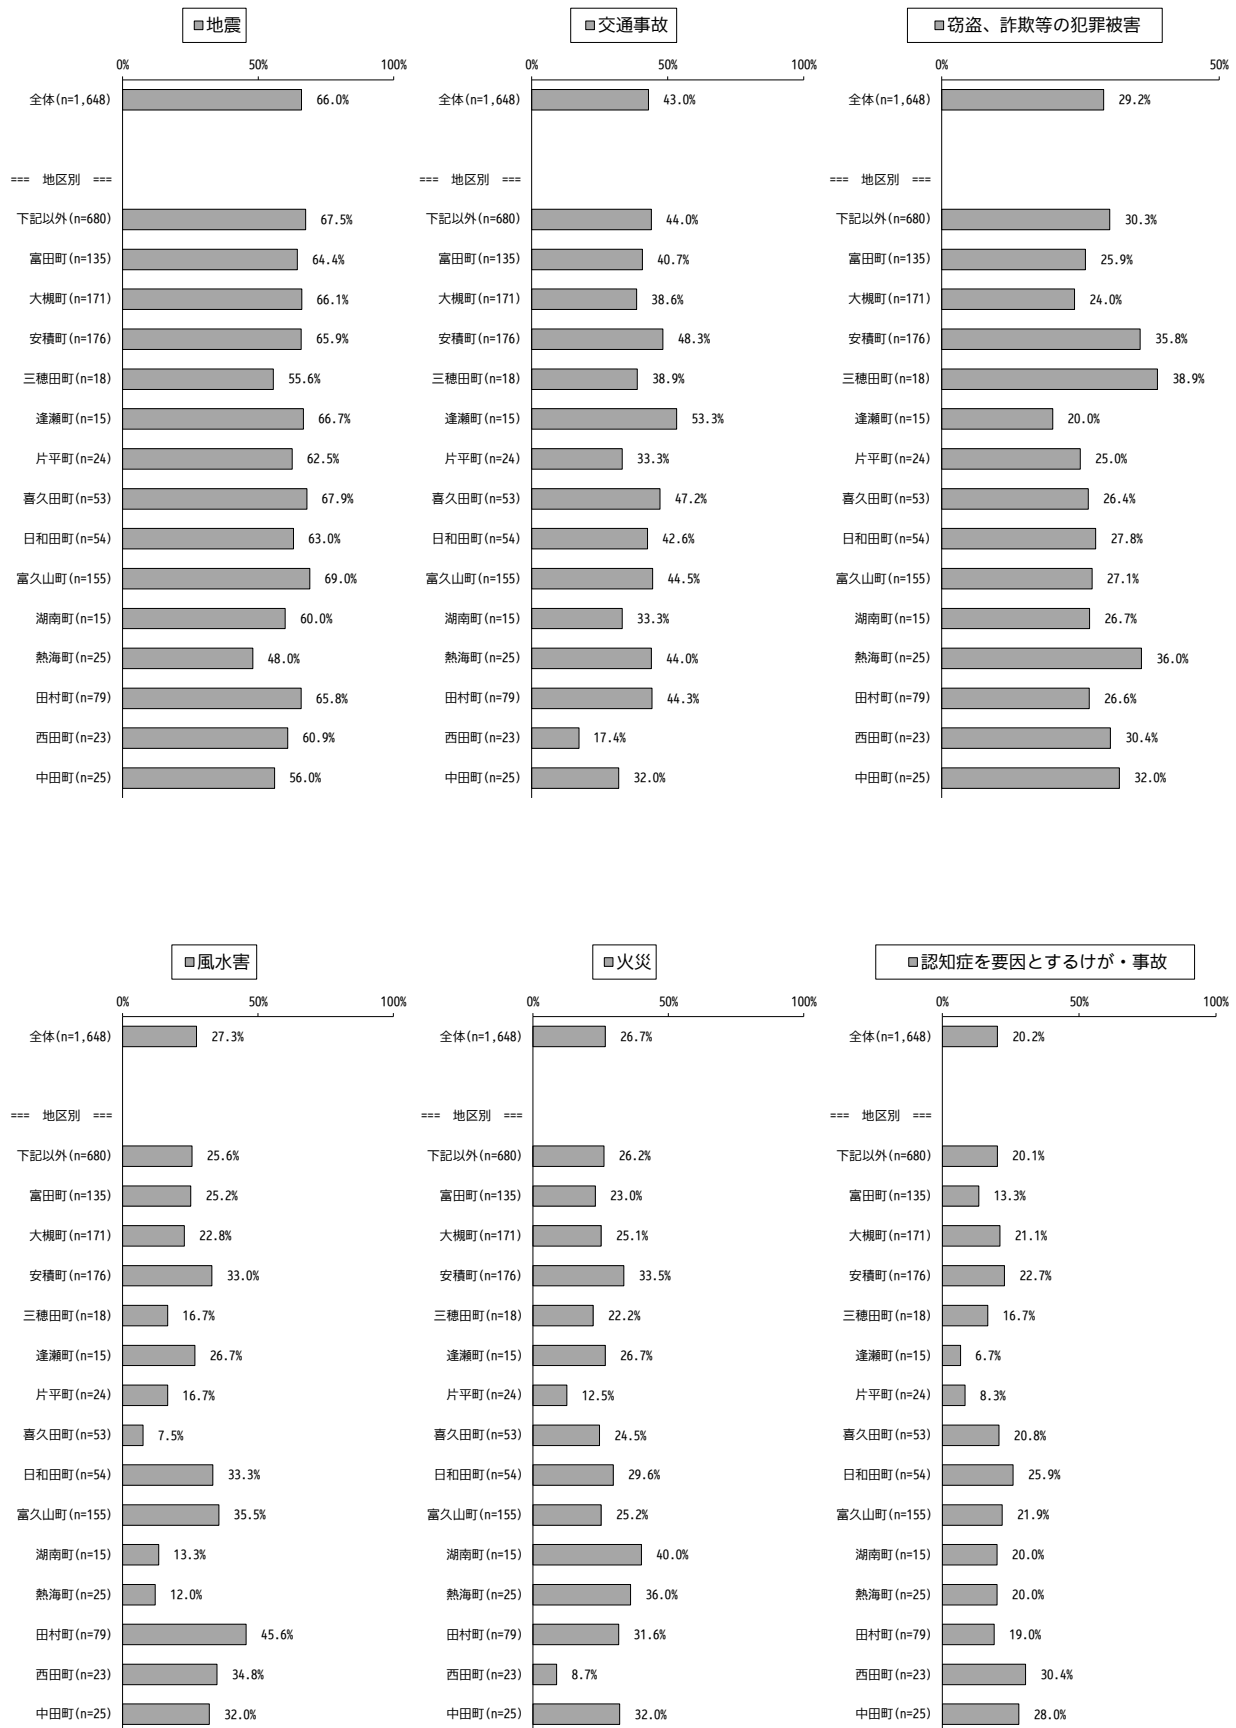 ■地震
0% 50% 100%
全体(n=1,648) 66.0%
=== 地区別 ===
下記以外(n=680) 67.5%
富田町(n=135) 64.4%
大槻町(n=171) 66.1%
安積町(n=176) 65.9%
三穂田町(n=18) 55.6%
逢瀬町(n=15) 66.7%
片平町(n=24) 62.5%
喜久田町(n=53) 67.9%
日和田町(n=54) 63.0%
富久山町(n=155) 69.0%
湖南町(n=15) 60.0%
熱海町(n=25) 48.0%
田村町(n=79) 65.8%
西田町(n=23) 60.9%
中田町(n=25) 56.0%
■交通事故
0% 50% 100%
全体(n=1,648) 43.0%
=== 地区別 ===
下記以外(n=680) 44.0%
富田町(n=135) 40.7%
大槻町(n=171) 38.6%
安積町(n=176) 48.3%
三穂田町(n=18) 38.9%
逢瀬町(n=15) 53.3%
片平町(n=24) 33.3%
喜久田町(n=53) 47.2%
日和田町(n=54) 42.6%
富久山町(n=155) 44.5%
湖南町(n=15) 33.3%
熱海町(n=25) 44.0%
田村町(n=79) 44.3%
西田町(n=23) 17.4%
中田町(n=25) 32.0%
■窃盗、詐欺等の犯罪被害
0% 50%
全体(n=1,648) 29.2%
=== 地区別 ===
下記以外(n=680) 30.3%
富田町(n=135) 25.9%
大槻町(n=171) 24.0%
安積町(n=176) 35.8%
三穂田町(n=18) 38.9%
逢瀬町(n=15) 20.0%
片平町(n=24) 25.0%
喜久田町(n=53) 26.4%
日和田町(n=54) 27.8%
富久山町(n=155) 27.1%
湖南町(n=15) 26.7%
熱海町(n=25) 36.0%
田村町(n=79) 26.6%
西田町(n=23) 30.4%
中田町(n=25) 32.0%
■風水害
0% 50% 100%
全体(n=1,648) 27.3%
=== 地区別 ===
下記以外(n=680) 25.6%
富田町(n=135) 25.2%
大槻町(n=171) 22.8%
安積町(n=176) 33.0%
三穂田町(n=18) 16.7%
逢瀬町(n=15) 26.7%
片平町(n=24) 16.7%
喜久田町(n=53) 7.5%
日和田町(n=54) 33.3%
富久山町(n=155) 35.5%
湖南町(n=15) 13.3%
熱海町(n=25) 12.0%
田村町(n=79) 45.6%
西田町(n=23) 34.8%
中田町(n=25) 32.0%
■火災
0% 50% 100%
全体(n=1,648) 26.7%
=== 地区別 ===
下記以外(n=680) 26.2%
富田町(n=135) 23.0%
大槻町(n=171) 25.1%
安積町(n=176) 33.5%
三穂田町(n=18) 22.2%
逢瀬町(n=15) 26.7%
片平町(n=24) 12.5%
喜久田町(n=53) 24.5%
日和田町(n=54) 29.6%
富久山町(n=155) 25.2%
湖南町(n=15) 40.0%
熱海町(n=25) 36.0%
田村町(n=79) 31.6%
西田町(n=23) 8.7%
中田町(n=25) 32.0%
■認知症を要因とするけが・事故
0% 50% 100%
全体(n=1,648) 20.2%
=== 地区別 ===
下記以外(n=680) 20.1%
富田町(n=135) 13.3%
大槻町(n=171) 21.1%
安積町(n=176) 22.7%
三穂田町(n=18) 16.7%
逢瀬町(n=15) 6.7%
片平町(n=24) 8.3%
喜久田町(n=53) 20.8%
日和田町(n=54) 25.9%
富久山町(n=155) 21.9%
湖南町(n=15) 20.0%
熱海町(n=25) 20.0%
田村町(n=79) 19.0%
西田町(n=23) 30.4%
中田町(n=25) 28.0%